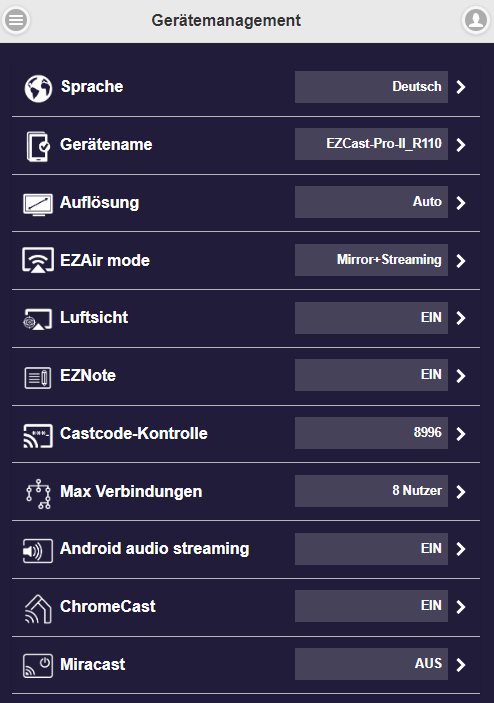 Gerätemanagement
Sprache Deutsch
Gerätename EZCast-Pro-II_R110
Auflösung Auto
EZAir mode Mirror+Streaming
Luftsicht EIN
EZNote EIN
Castcode-Kontrolle 8996
Max Verbindungen 8 Nutzer
Android audio streaming EIN
ChromeCast EIN
Miracast AUS